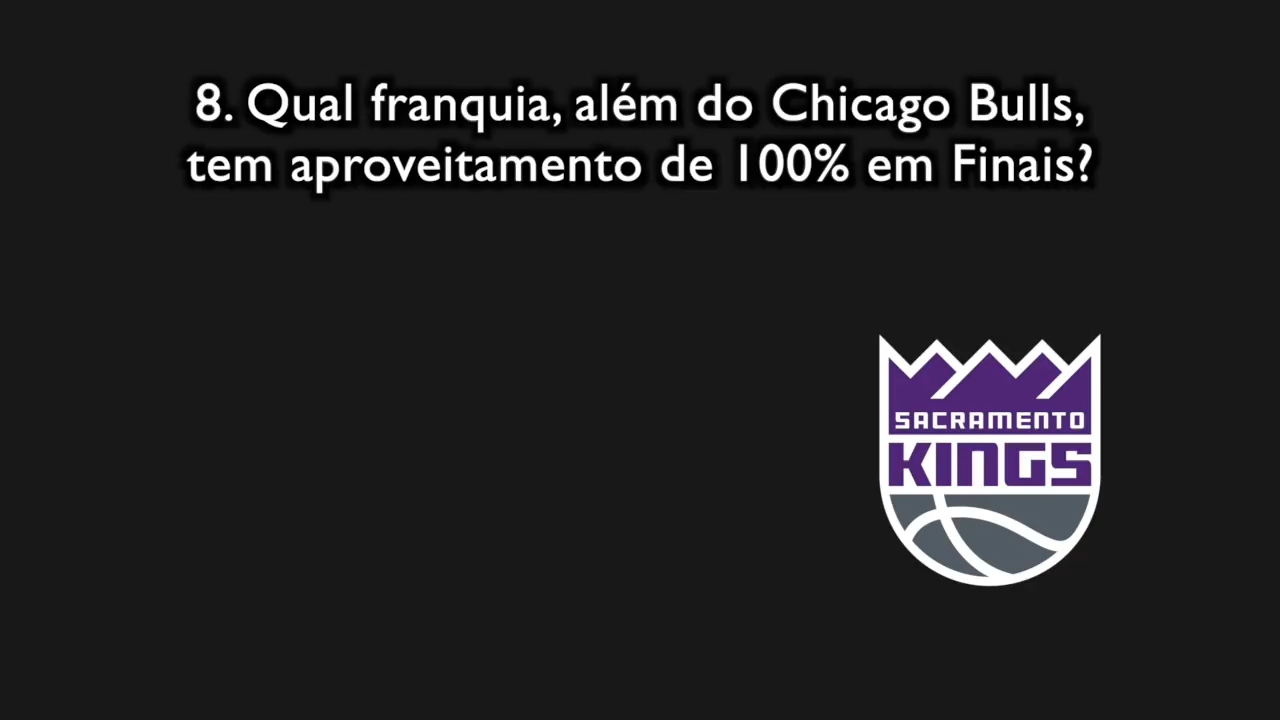 8. Qual franquia, além do Chicago Bulls,
tem aproveitamento de 100% em Finais?
SACRAMENTO
KINGS